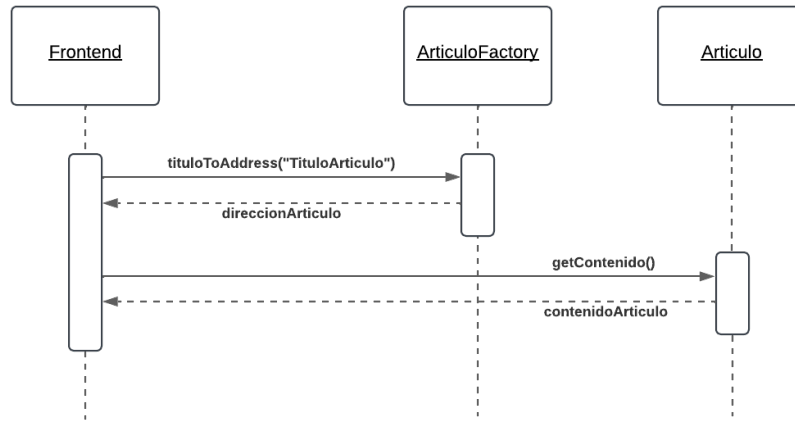 Frontend
ArticuloFactory
Articulo
tituloToAddress("TituloArticulo")
direccionArticulo
getContenido()
contenidoArticulo